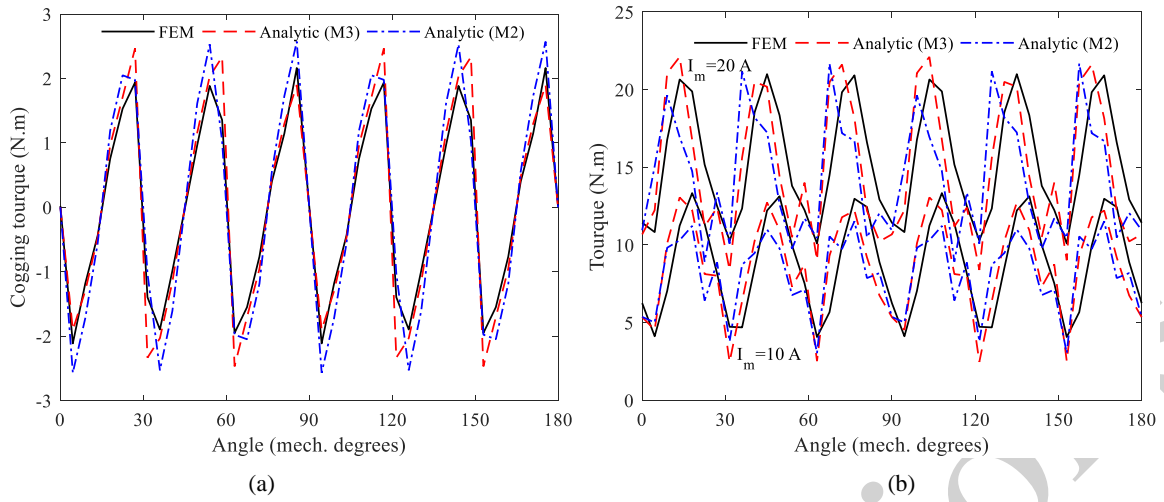 3
2
1
0
-1
-2
-3
Cogging tourque (N.m)
FEM Analytic (M3) Analytic (M2)
0 30 60 90 120 150 180
Angle (mech. degrees)
(a)
25
20
15
10
5
0
Tourque (N.m)
FEM Analytic (M3) Analytic (M2)
I_m=20 A
I_m=10 A
0 30 60 90 120 150 180
Angle (mech. degrees)
(b)